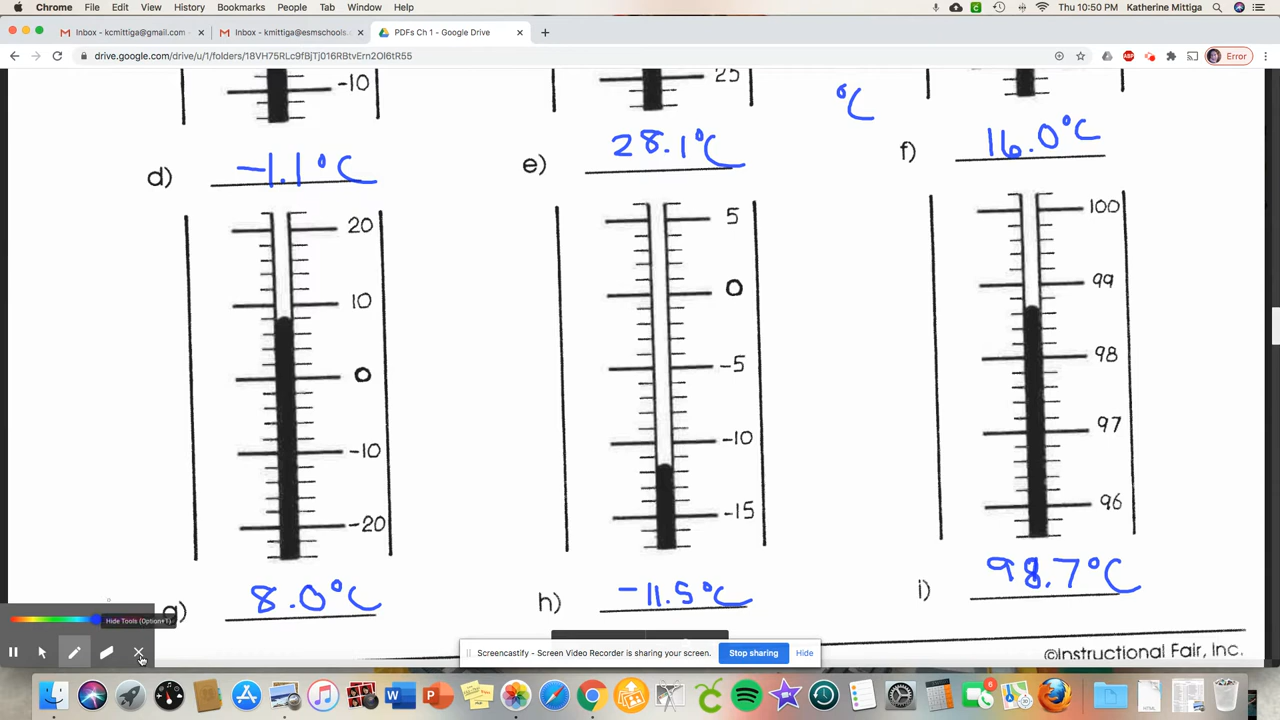 Chrome File Edit View History Bookmarks People Tab Window Help
Thu 10:50 PM Katherine Mittiga
Inbox - kcmittiga@gmail.com
Inbox - kmittiga@esmschools.
PDFs Ch 1 - Google Drive
drive.google.com/drive/u/1/folders/18VH75RLc9fBjTj016RBtvErn2Ol6tR55
ABP
Error
-10
25
°C
d) -1.1°C
e) 28.1°C
f) 16.0°C
20
10
0
-10
-20
5
0
-5
-10
-15
100
99
98
97
96
g) 8.0°C
h) -11.5°C
i) 98.7°C
Hide Tools (Option+T)
Screencastify - Screen Video Recorder is sharing your screen.
Stop sharing
Hide
©Instructional Fair, Inc.